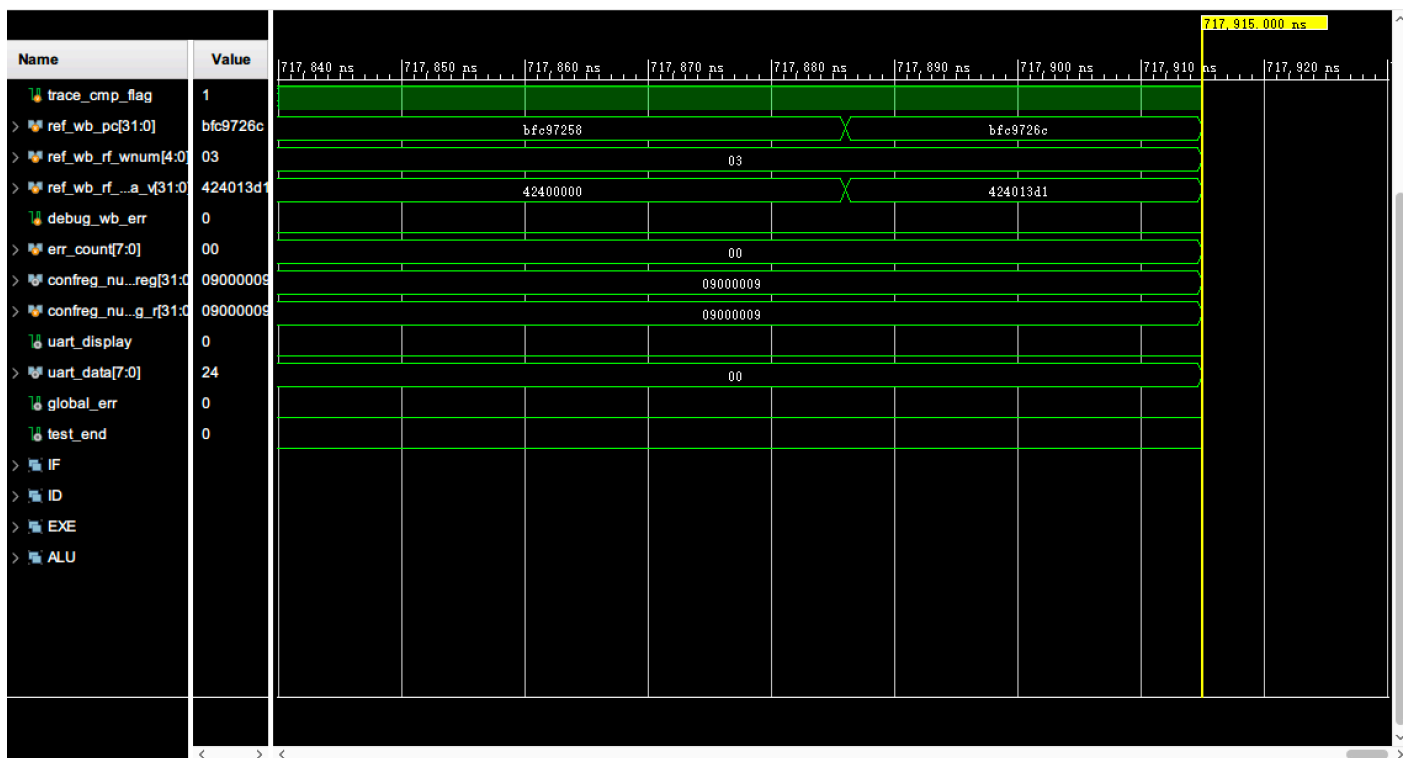 717,915.000 ns
Name Value
717,840 ns 717,850 ns 717,860 ns 717,870 ns 717,880 ns 717,890 ns 717,900 ns 717,910 ns 717,920 ns
trace_cmp_flag 1
ref_wb_pc[31:0] bfc9726c bfc97258 bfc9726c
ref_wb_rf_wnum[4:0] 03 03
ref_wb_rf_...a_v[31:0 424013d1 42400000 424013d1
debug_wb_err 0
err_count[7:0] 00 00
confreg_nu...reg[31:0 09000009 09000009
confreg_nu...g_r[31:0 09000009 09000009
uart_display 0
uart_data[7:0] 24 00
global_err 0
test_end 0
IF
ID
EXE
ALU